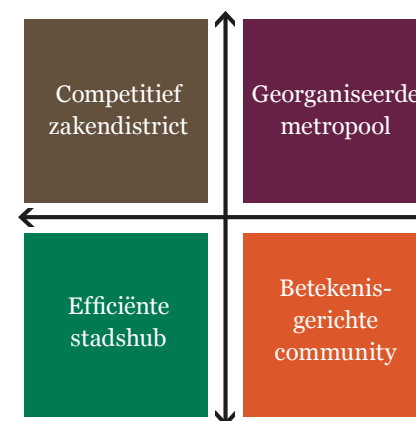 Competitief
zakendistrict
Georganiseerde
metropool
Efficiënte
stadshub
Betekenis-
gerichte
community